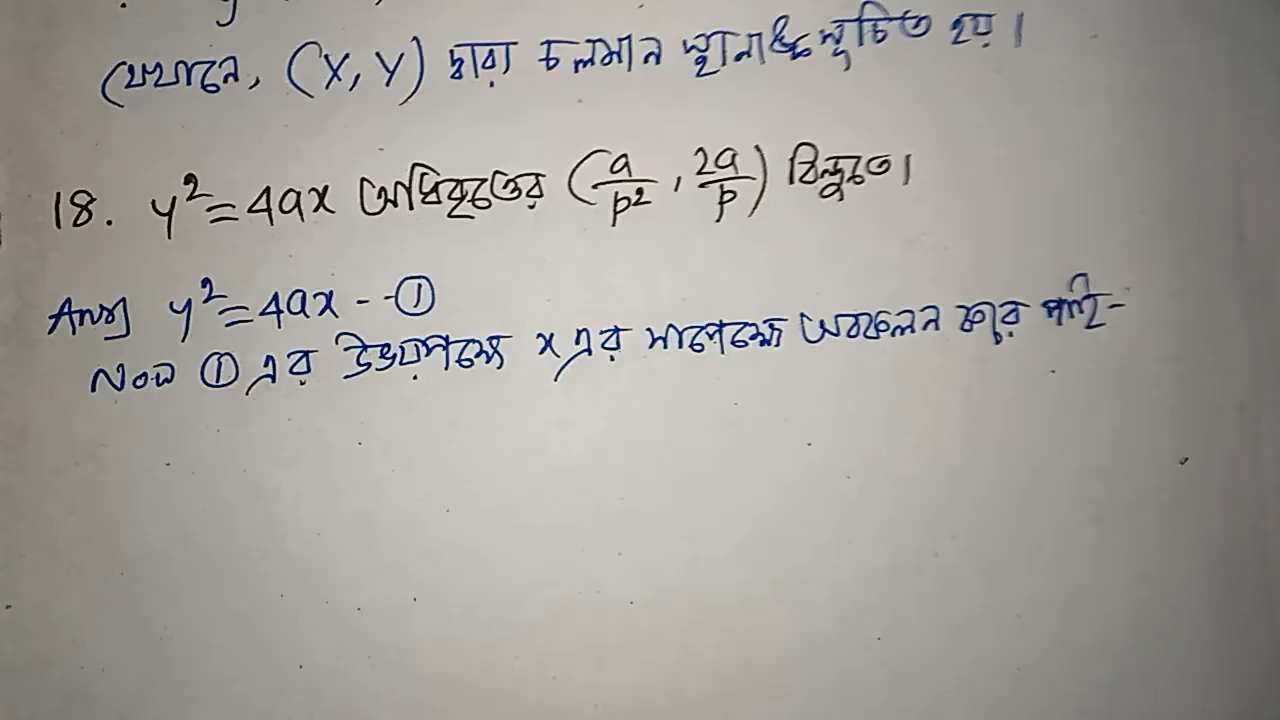 যেখানে, (X, Y) দ্বারা চলমান স্থানাঙ্ক সূচিত হয়।
18. y²=4ax অধিবৃত্তের (a/p², 2a/p) বিন্দুতে।
Ans y²=4ax --①
Now ① এর উভয়পক্ষে x এর সাপেক্ষে অবকলন করে পাই-